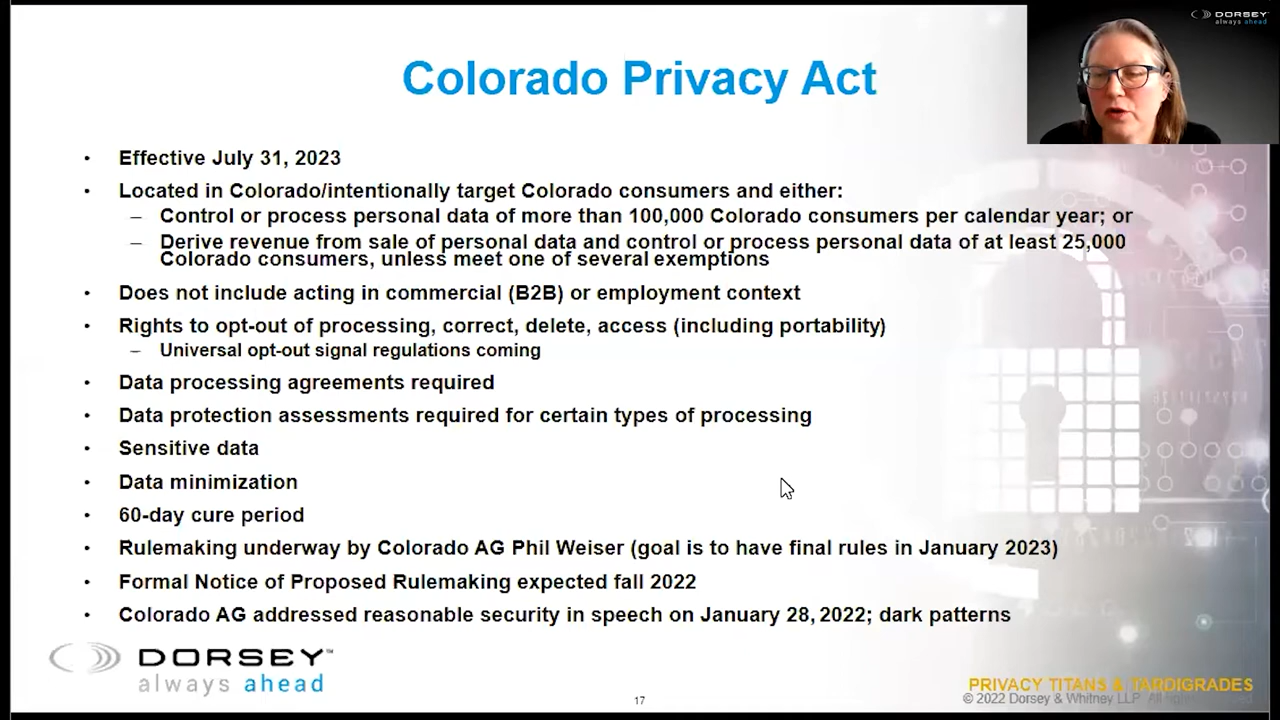 DORSEY
always ahead
Colorado Privacy Act
• Effective July 31, 2023
• Located in Colorado/intentionally target Colorado consumers and either:
– Control or process personal data of more than 100,000 Colorado consumers per calendar year; or
– Derive revenue from sale of personal data and control or process personal data of at least 25,000
Colorado consumers, unless meet one of several exemptions
• Does not include acting in commercial (B2B) or employment context
• Rights to opt-out of processing, correct, delete, access (including portability)
– Universal opt-out signal regulations coming
• Data processing agreements required
• Data protection assessments required for certain types of processing
• Sensitive data
• Data minimization
• 60-day cure period
• Rulemaking underway by Colorado AG Phil Weiser (goal is to have final rules in January 2023)
• Formal Notice of Proposed Rulemaking expected fall 2022
• Colorado AG addressed reasonable security in speech on January 28, 2022; dark patterns
DORSEY™
always ahead
17
PRIVACY TITANS & TARDIGRADES
© 2022 Dorsey & Whitney LLP. All rights reserved